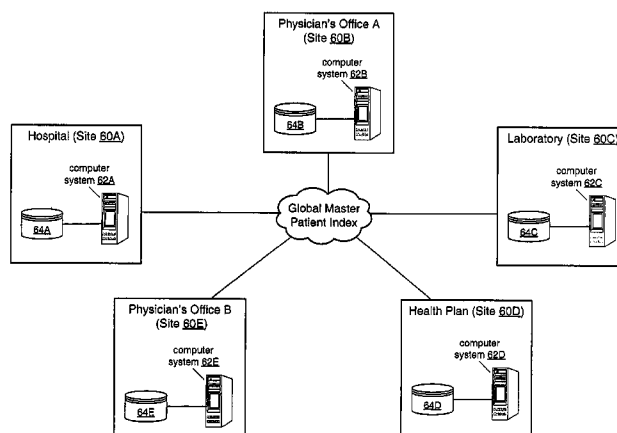 Physician's Office A
(Site 60B)
computer
system 62B
64B
Hospital (Site 60A)
computer
system 62A
64A
Laboratory (Site 60C)
computer
system 62C
64C
Global Master
Patient Index
Physician's Office B
(Site 60E)
computer
system 62E
64E
Health Plan (Site 60D)
computer
system 62D
64D